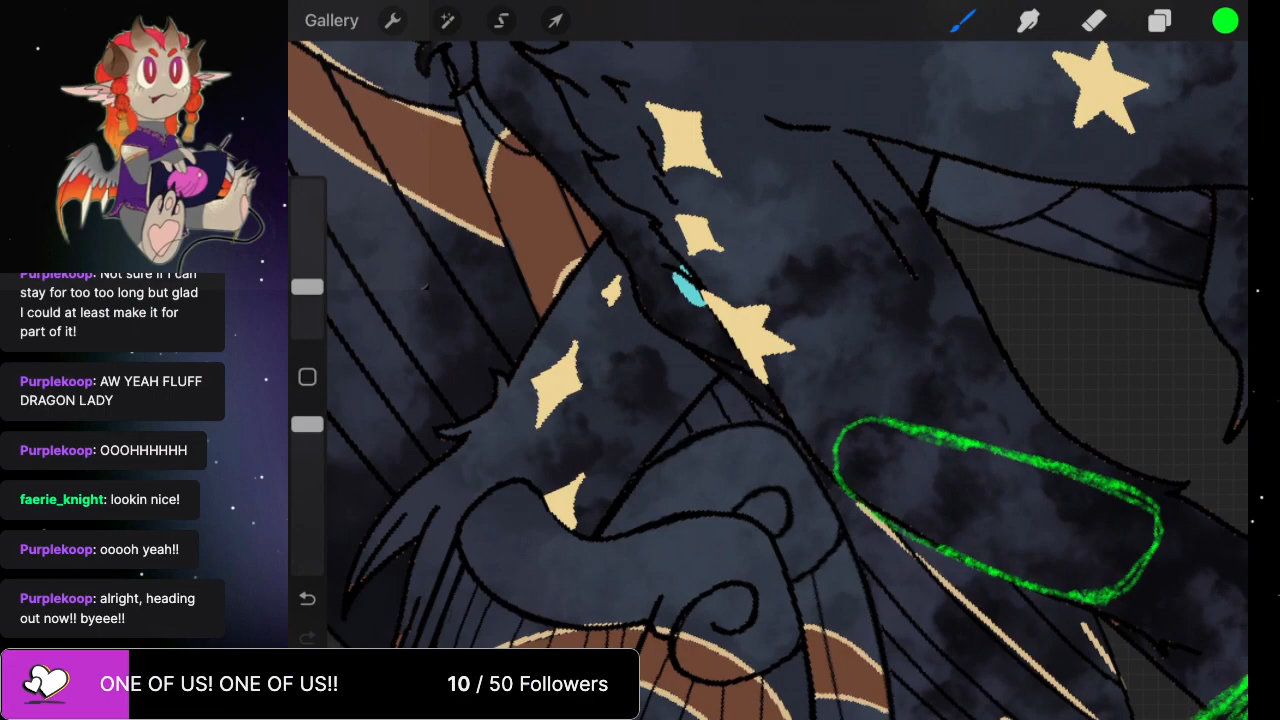 Gallery
Purplekoop: Not sure if I can
stay for too too long but glad
I could at least make it for
part of it!
Purplekoop: AW YEAH FLUFF
DRAGON LADY
Purplekoop: OOOHHHHHH
faerie_knight: lookin nice!
Purplekoop: ooooh yeah!!
Purplekoop: alright, heading
out now!! byeee!!
ONE OF US! ONE OF US!! 10 / 50 Followers